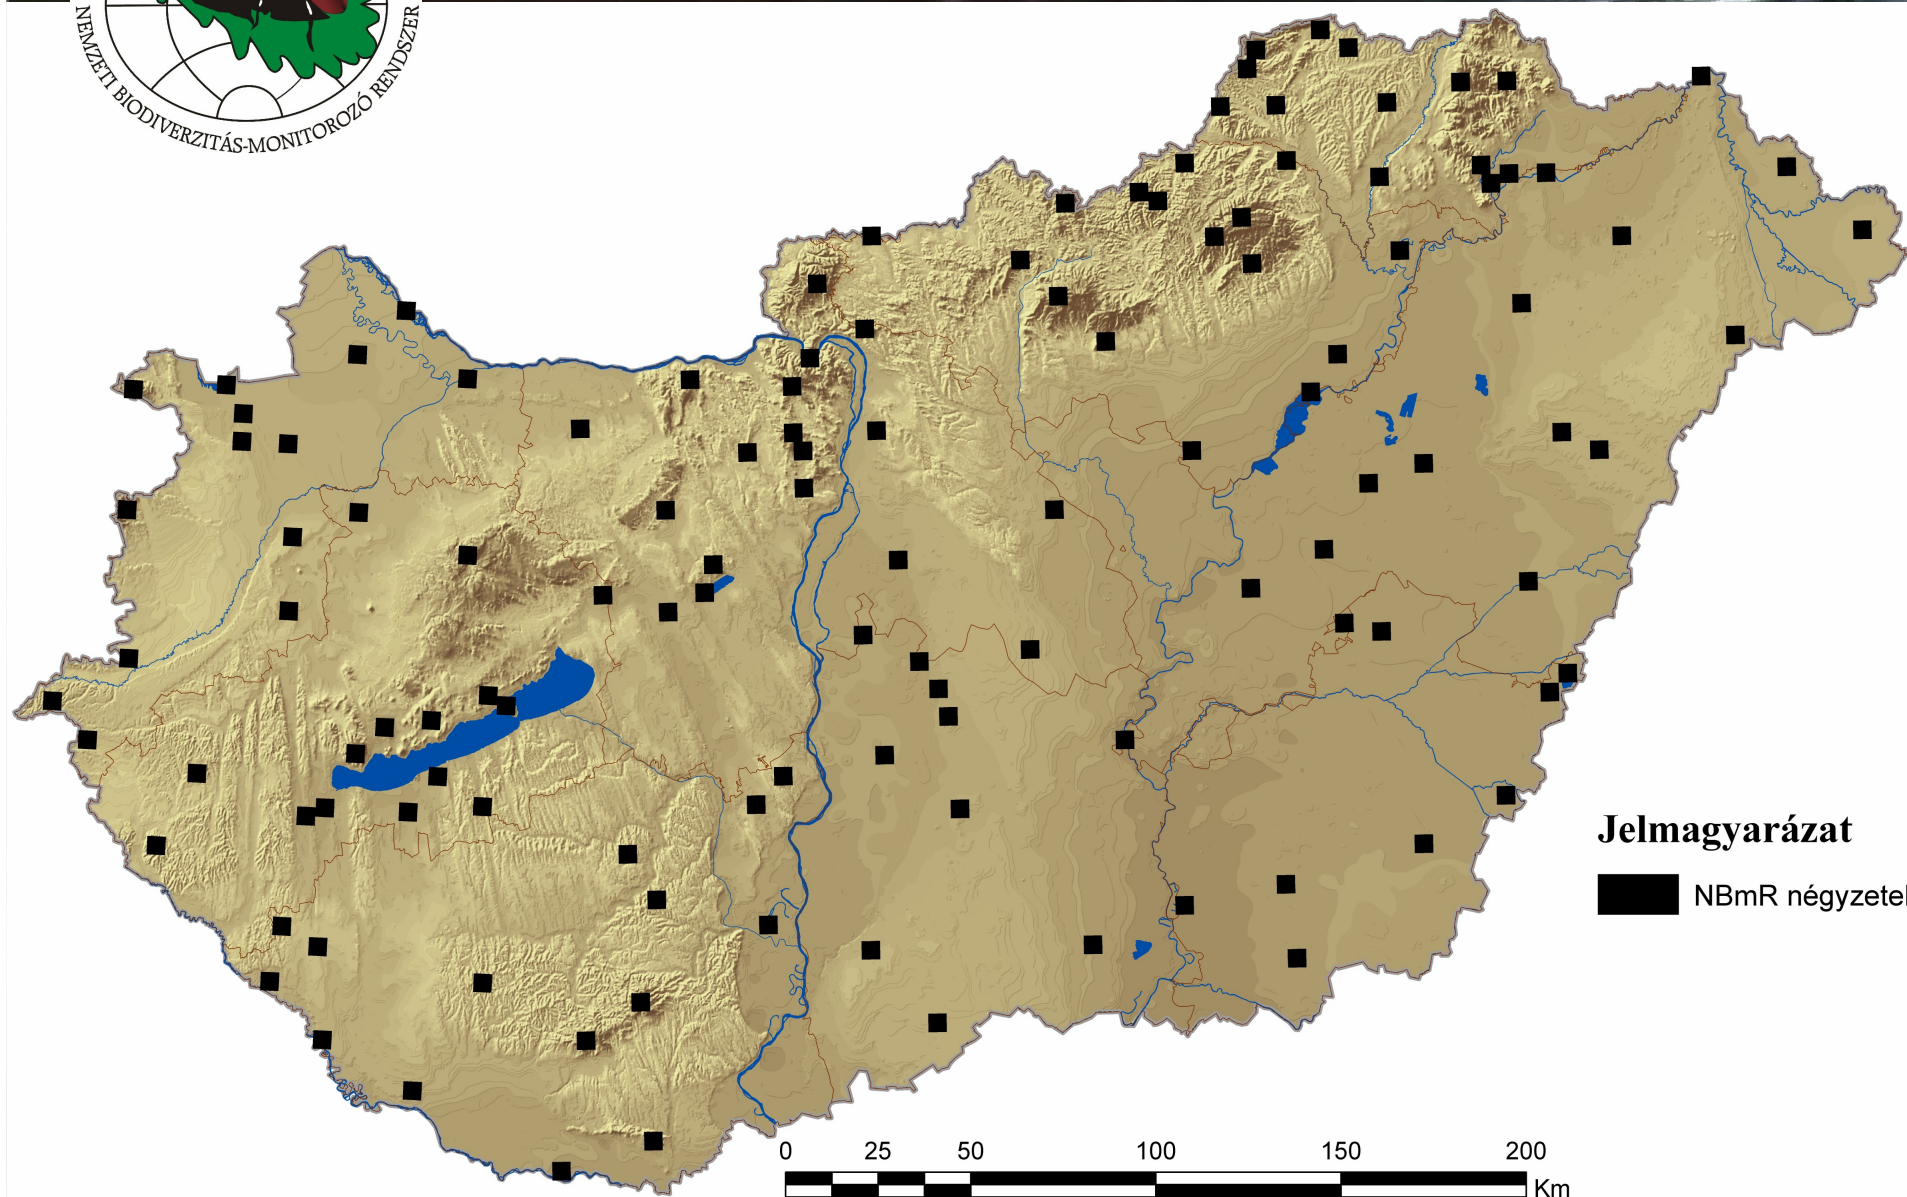 NEMZETI BIODIVERZITÁS-MONITOROZÓ RENDSZER
Jelmagyarázat
NBmR négyzetek
0 25 50 100 150 200
Km